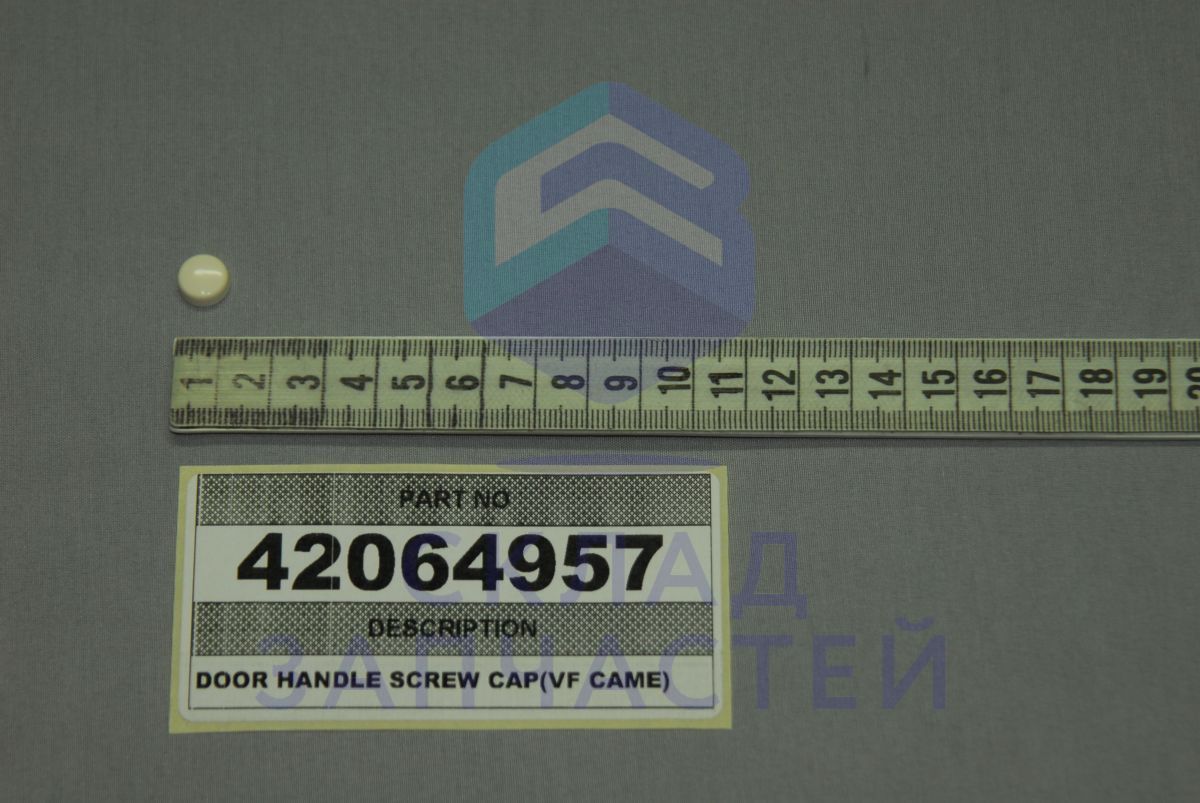 1 2 3 4 5 6 7 8 9 10 11 12 13 14 15 16 17 18 19 20
PART NO
42064957
DESCRIPTION
DOOR HANDLE SCREW CAP(VF CAME)
СКЛАД
ЗАПЧАСТЕЙ